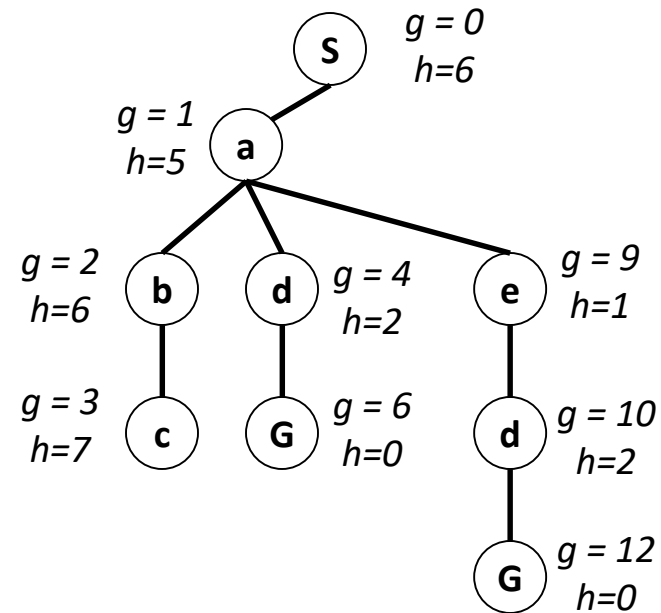 S
g = 0
h=6
g = 1
h=5
a
g = 2
h=6
b
d
g = 4
h=2
e
g = 9
h=1
g = 3
h=7
c
G
g = 6
h=0
d
g = 10
h=2
G
g = 12
h=0